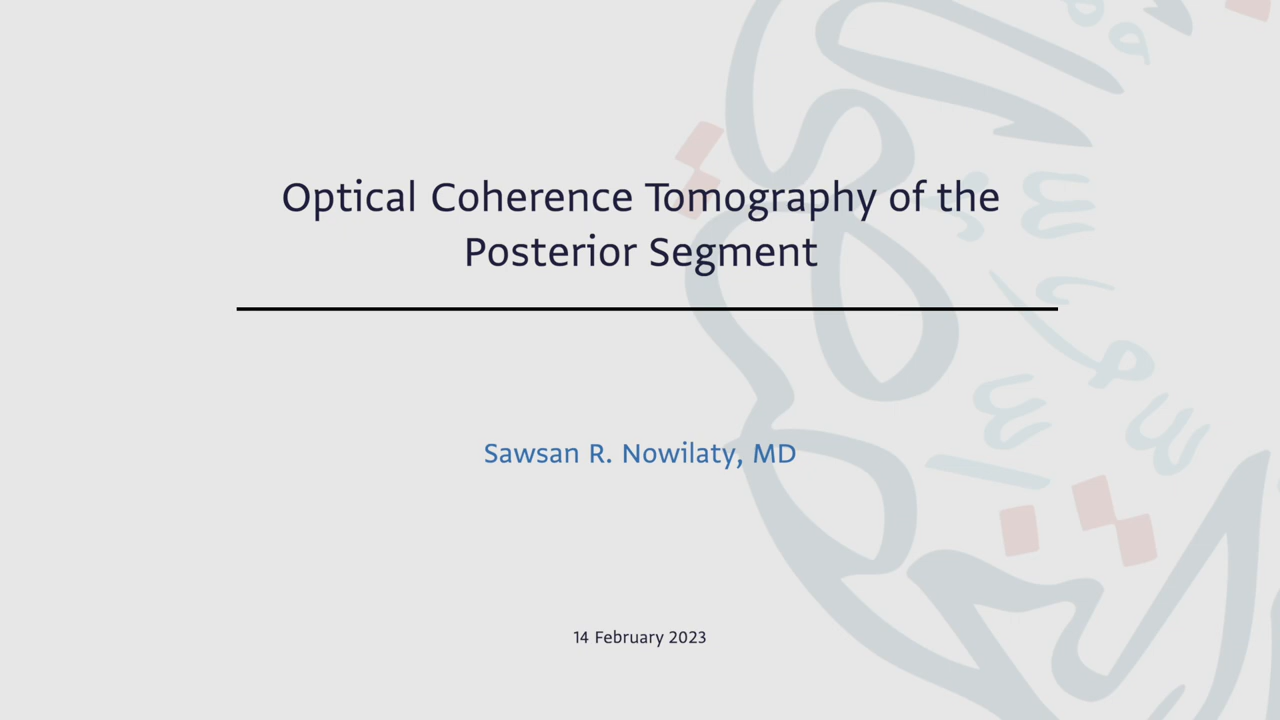 Optical Coherence Tomography of the
Posterior Segment
Sawsan R. Nowilaty, MD
14 February 2023